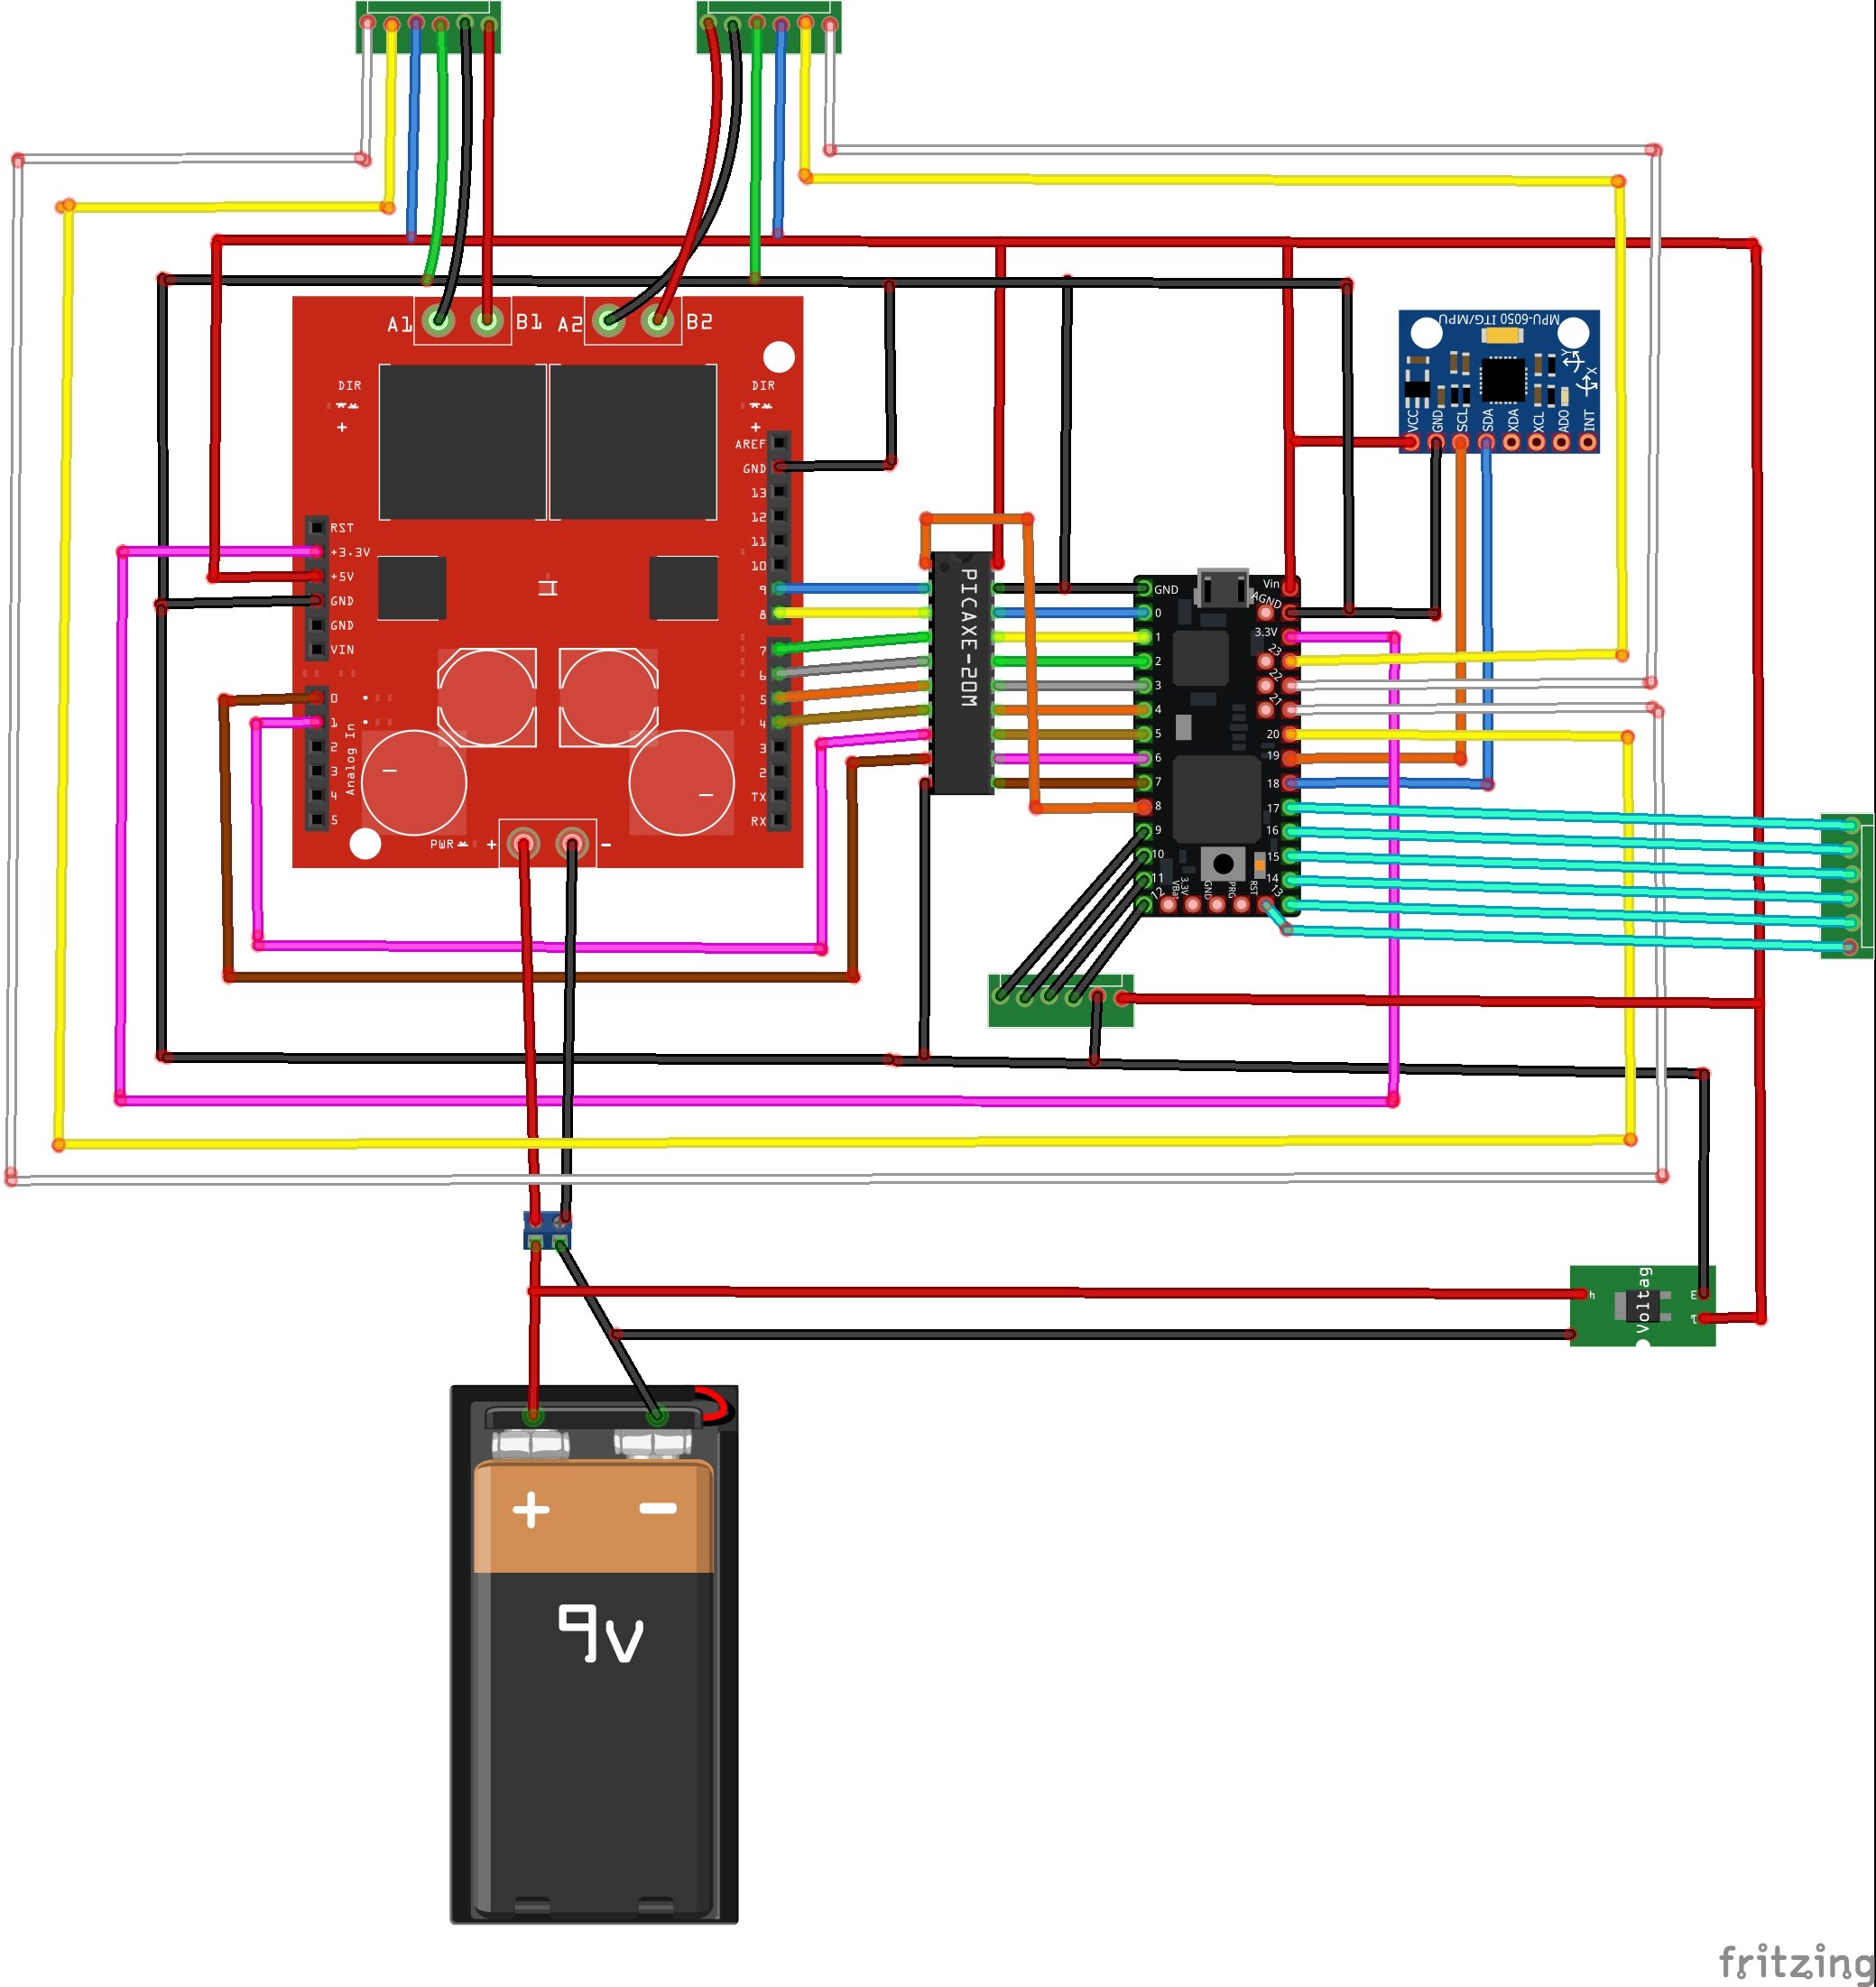 A1
B1
A2
B2
DIR
DIR
+
+
AREF
GND
13
12
11
10
9
8
7
6
5
4
3
2
TX
RX
RST
+3.3V
+5V
GND
GND
VIN
0
1
2
3
4
5
Analog In
PWR
+
-
PICAXE-20M
GND
0
1
2
3
4
5
6
7
8
9
10
11
12
Vin
AGND
3.3V
23
22
21
20
19
18
17
16
15
14
13
VBat
3.3V
GND
PRG
RST
MPU-6050 ITG/MPU
Y
X
VCC
GND
SCL
SDA
XDA
XCL
ADO
INT
Voltag
+ -
9v
fritzing